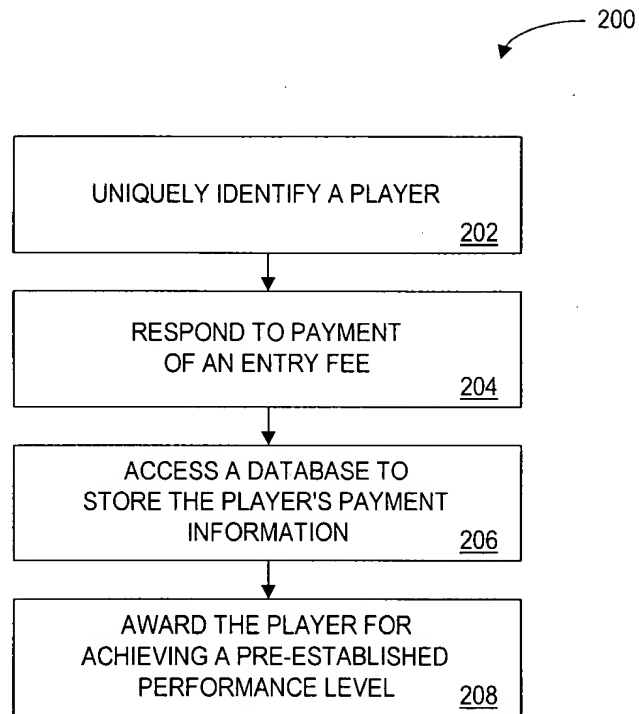 200
UNIQUELY IDENTIFY A PLAYER
202
RESPOND TO PAYMENT
OF AN ENTRY FEE
204
ACCESS A DATABASE TO
STORE THE PLAYER'S PAYMENT
INFORMATION
206
AWARD THE PLAYER FOR
ACHIEVING A PRE-ESTABLISHED
PERFORMANCE LEVEL
208